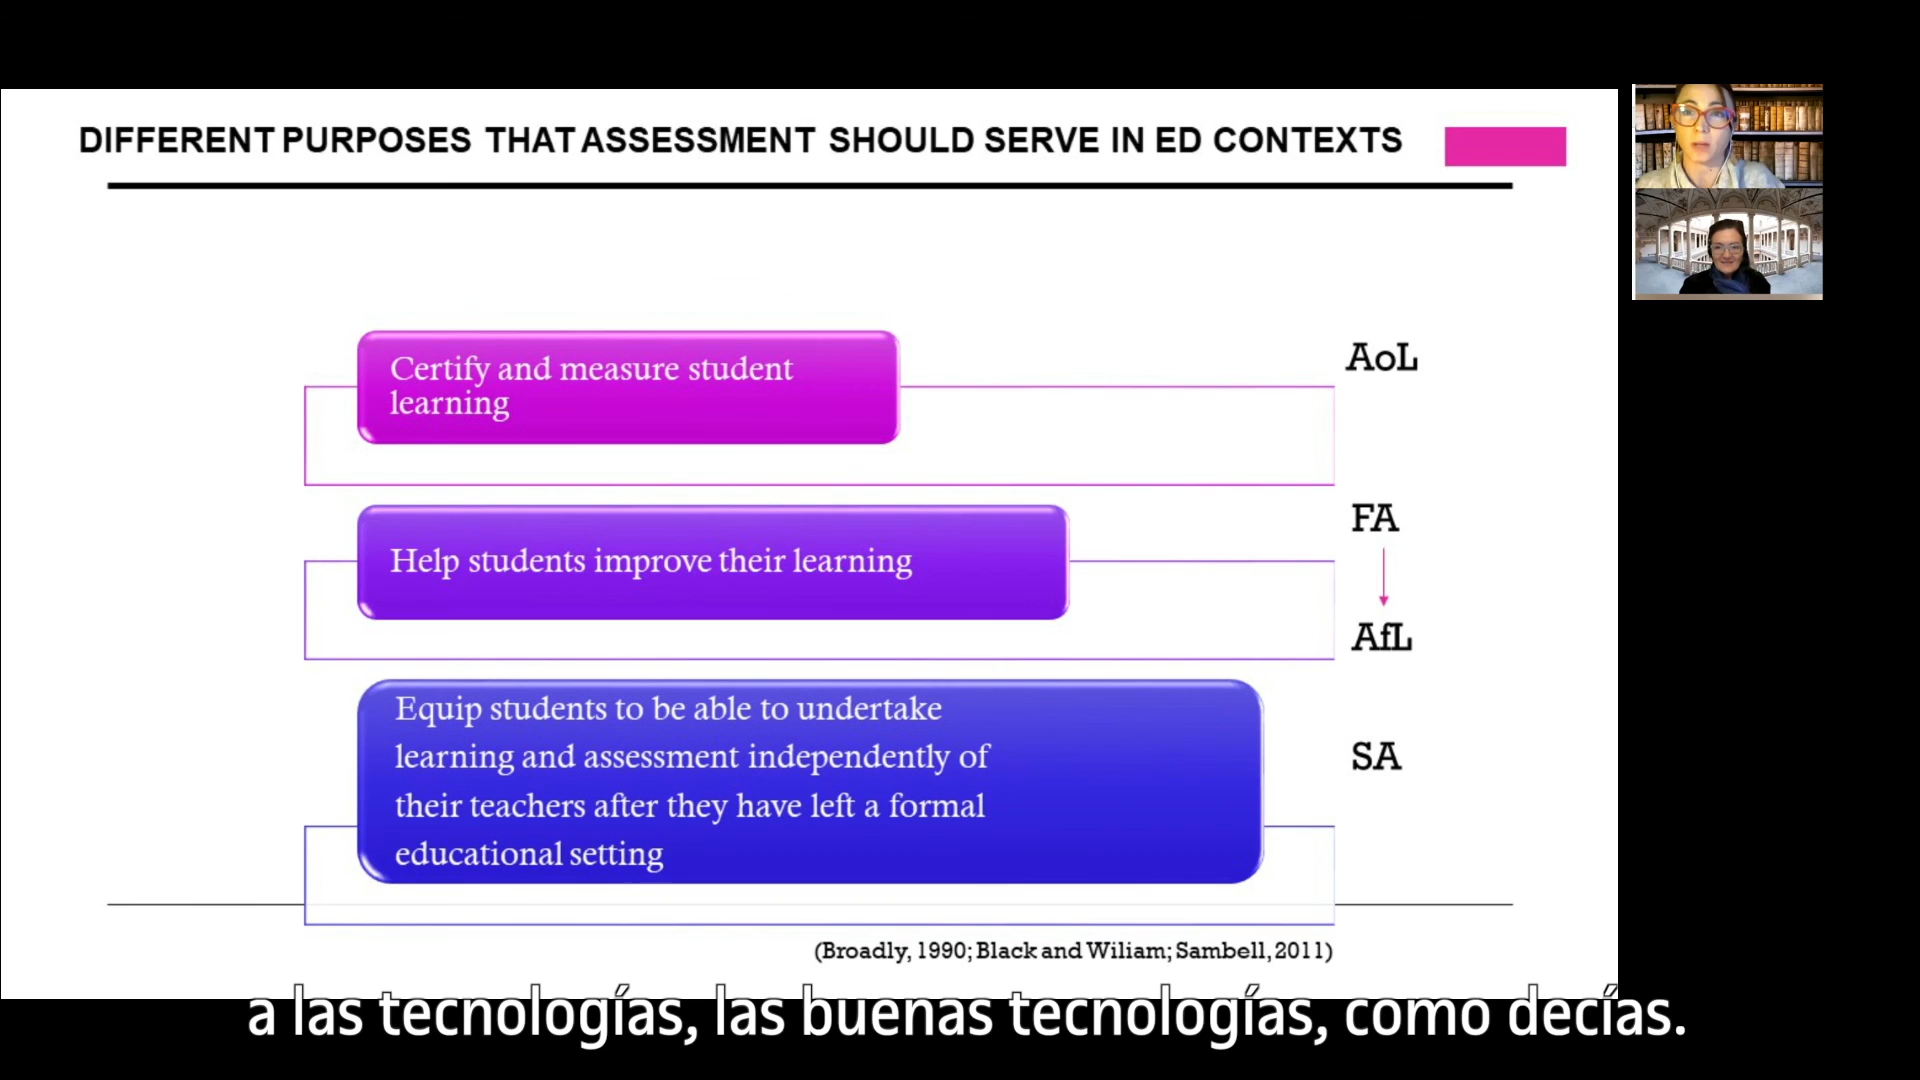 DIFFERENT PURPOSES THAT ASSESSMENT SHOULD SERVE IN ED CONTEXTS
Certify and measure student
learning
AoL
Help students improve their learning
FA
AfL
Equip students to be able to undertake
learning and assessment independently of
their teachers after they have left a formal
educational setting
SA
(Broadly, 1990; Black and Wiliam; Sambell, 2011)
a las tecnologías, las buenas tecnologías, como decías.